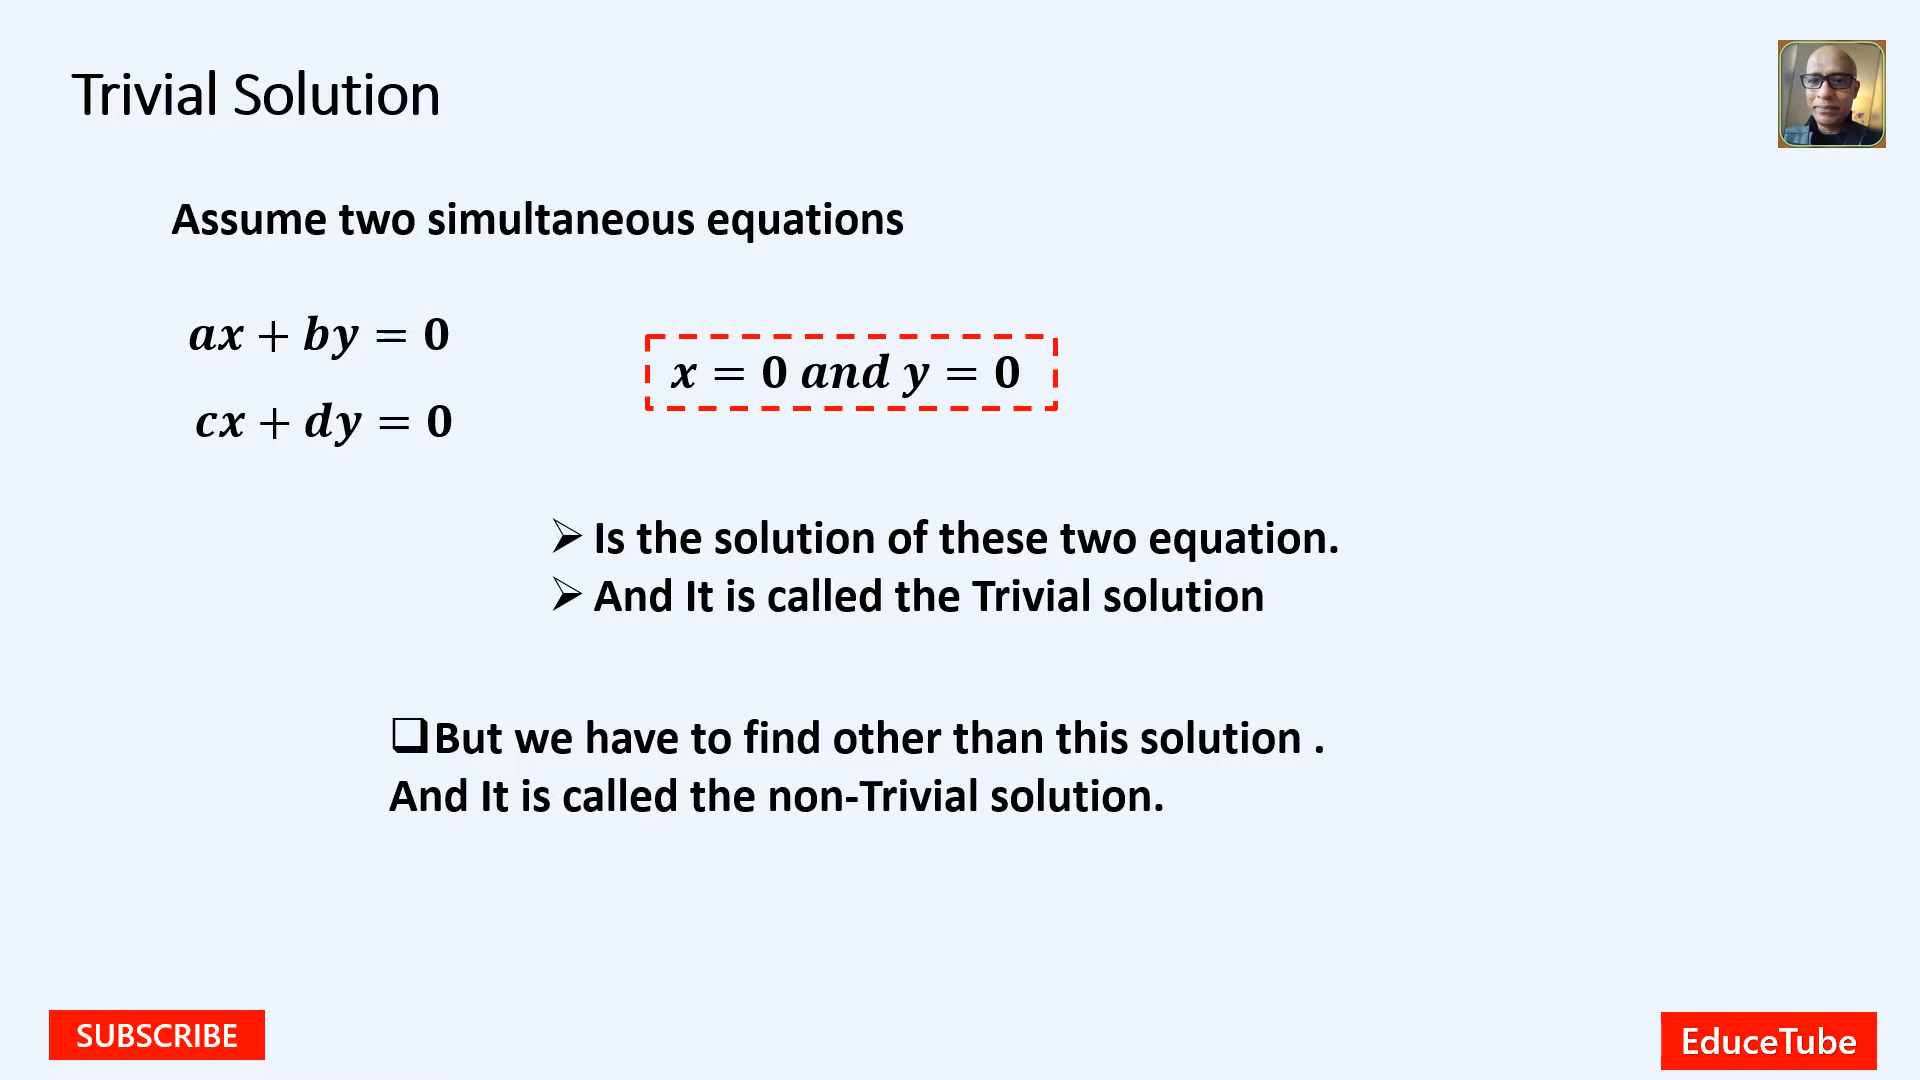 Trivial Solution
Assume two simultaneous equations
ax + by = 0
x = 0 and y = 0
cx + dy = 0
➢ Is the solution of these two equation.
➢ And It is called the Trivial solution
❑But we have to find other than this solution .
And It is called the non-Trivial solution.
SUBSCRIBE
EduceTube